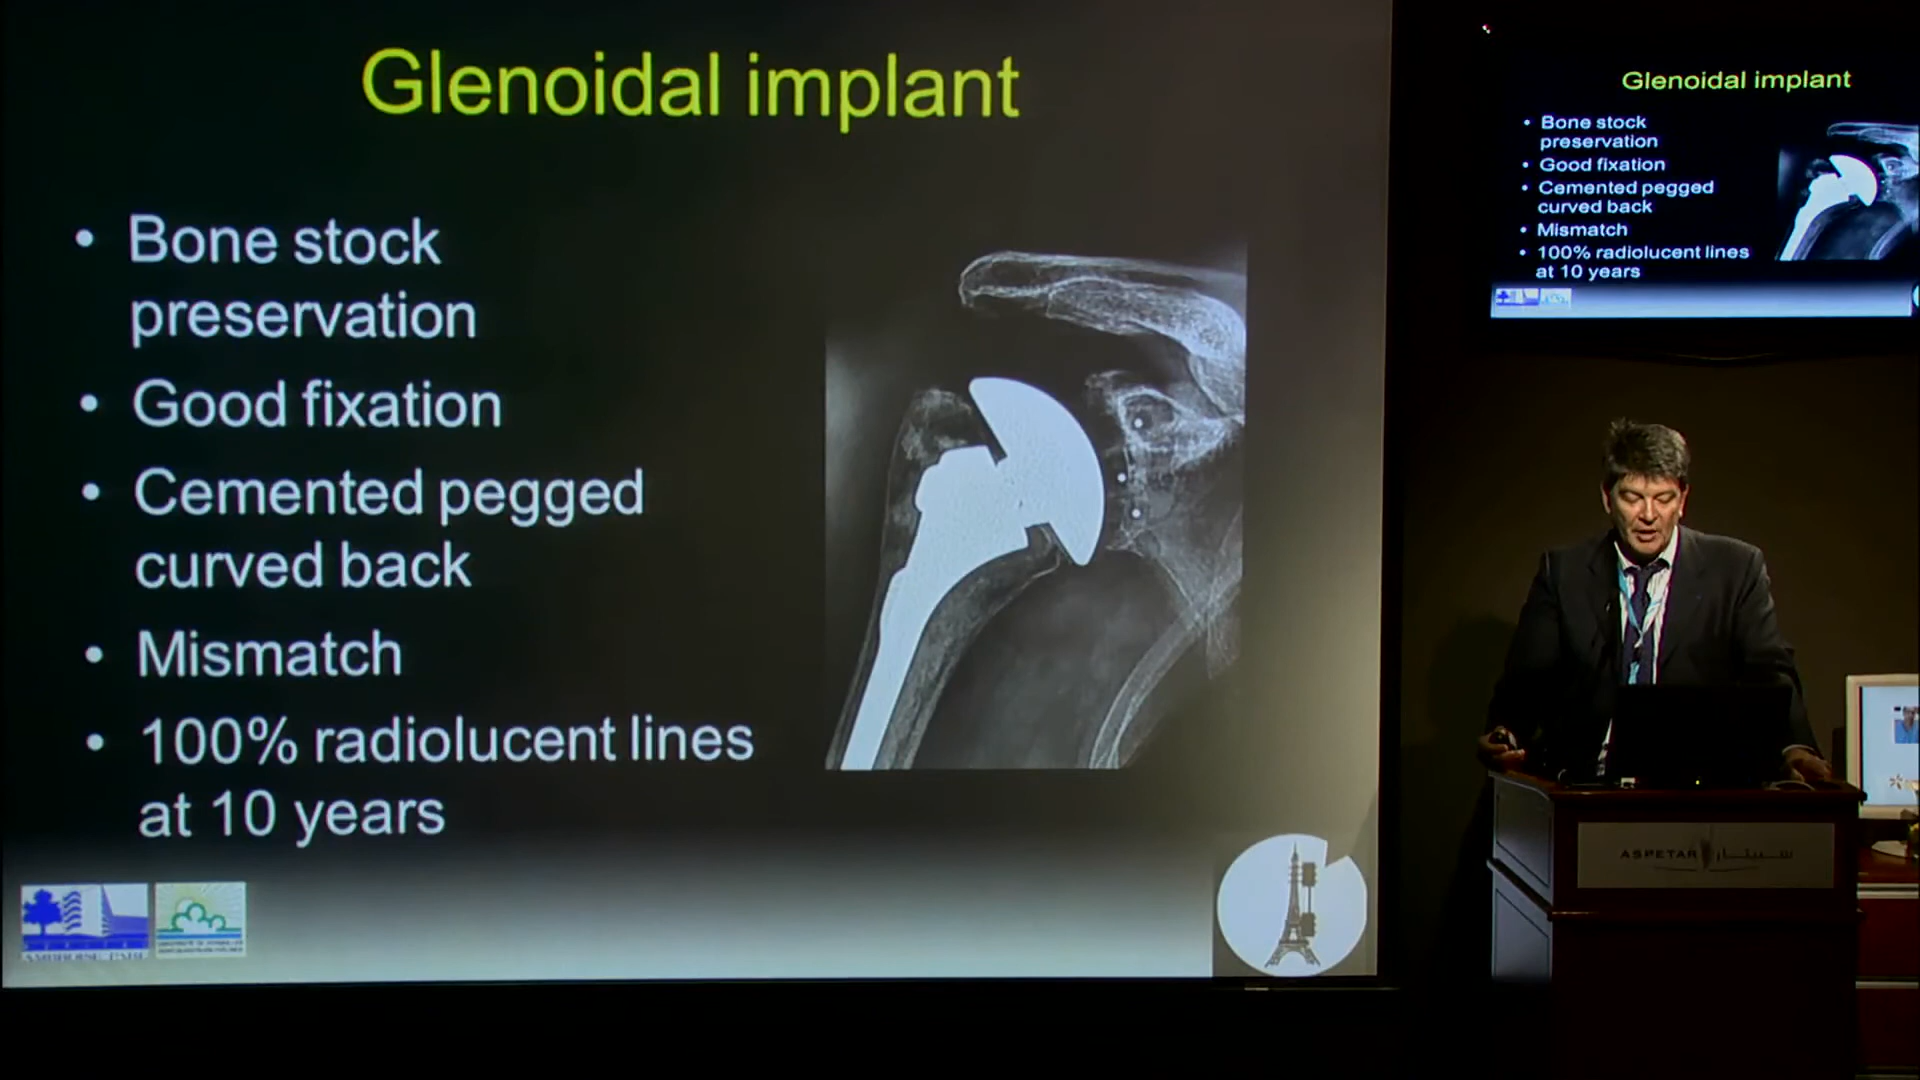 Glenoidal implant
• Bone stock
preservation
• Good fixation
• Cemented pegged
curved back
• Mismatch
• 100% radiolucent lines
at 10 years
Glenoidal implant
• Bone stock
preservation
• Good fixation
• Cemented pegged
curved back
• Mismatch
• 100% radiolucent lines
at 10 years
ASPETAR سبيتار